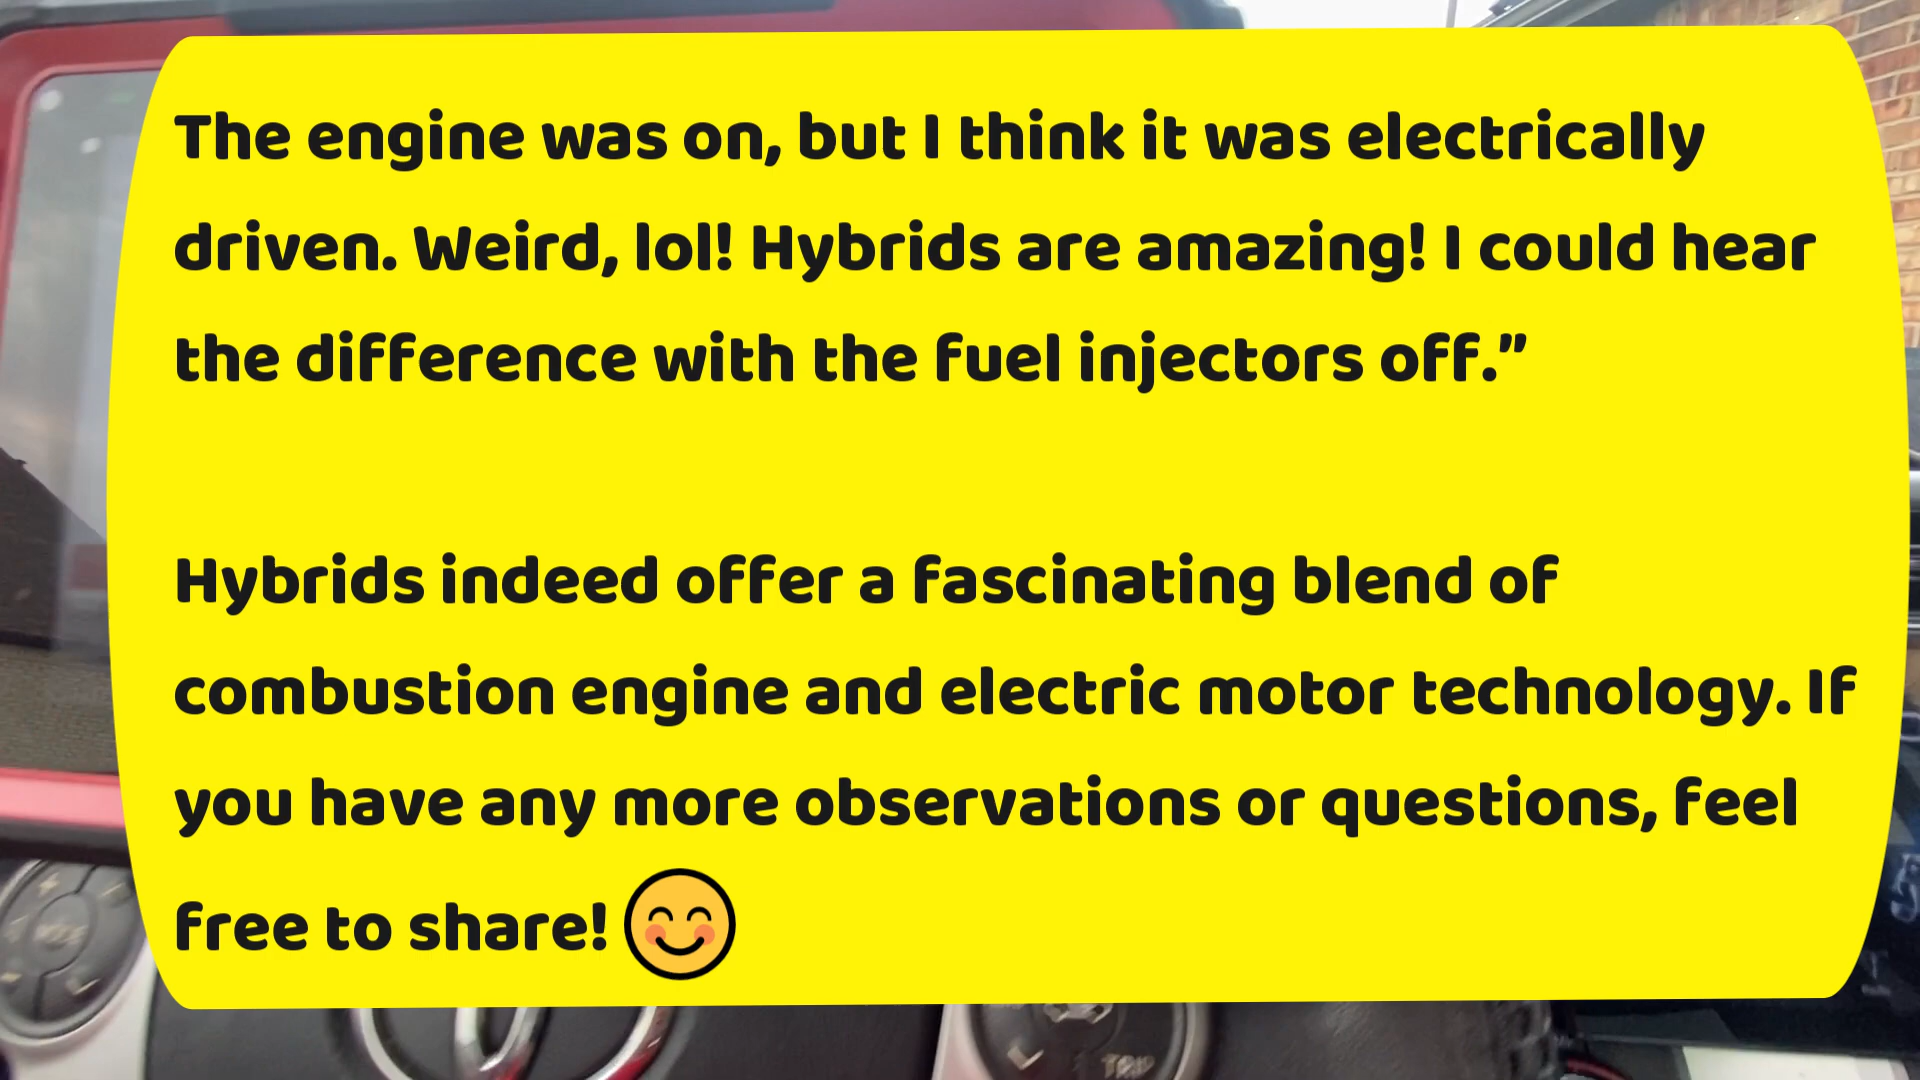 The engine was on, but I think it was electrically
driven. Weird, lol! Hybrids are amazing! I could hear
the difference with the fuel injectors off.”
Hybrids indeed offer a fascinating blend of
combustion engine and electric motor technology. If
you have any more observations or questions, feel
free to share! 😊
TRIP